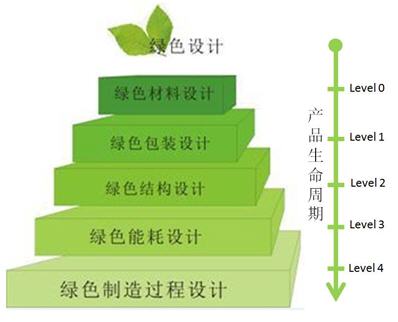 绿色设计
绿色材料设计
绿色包装设计
绿色结构设计
绿色能耗设计
绿色制造过程设计
产品生命周期
Level 0
Level 1
Level 2
Level 3
Level 4